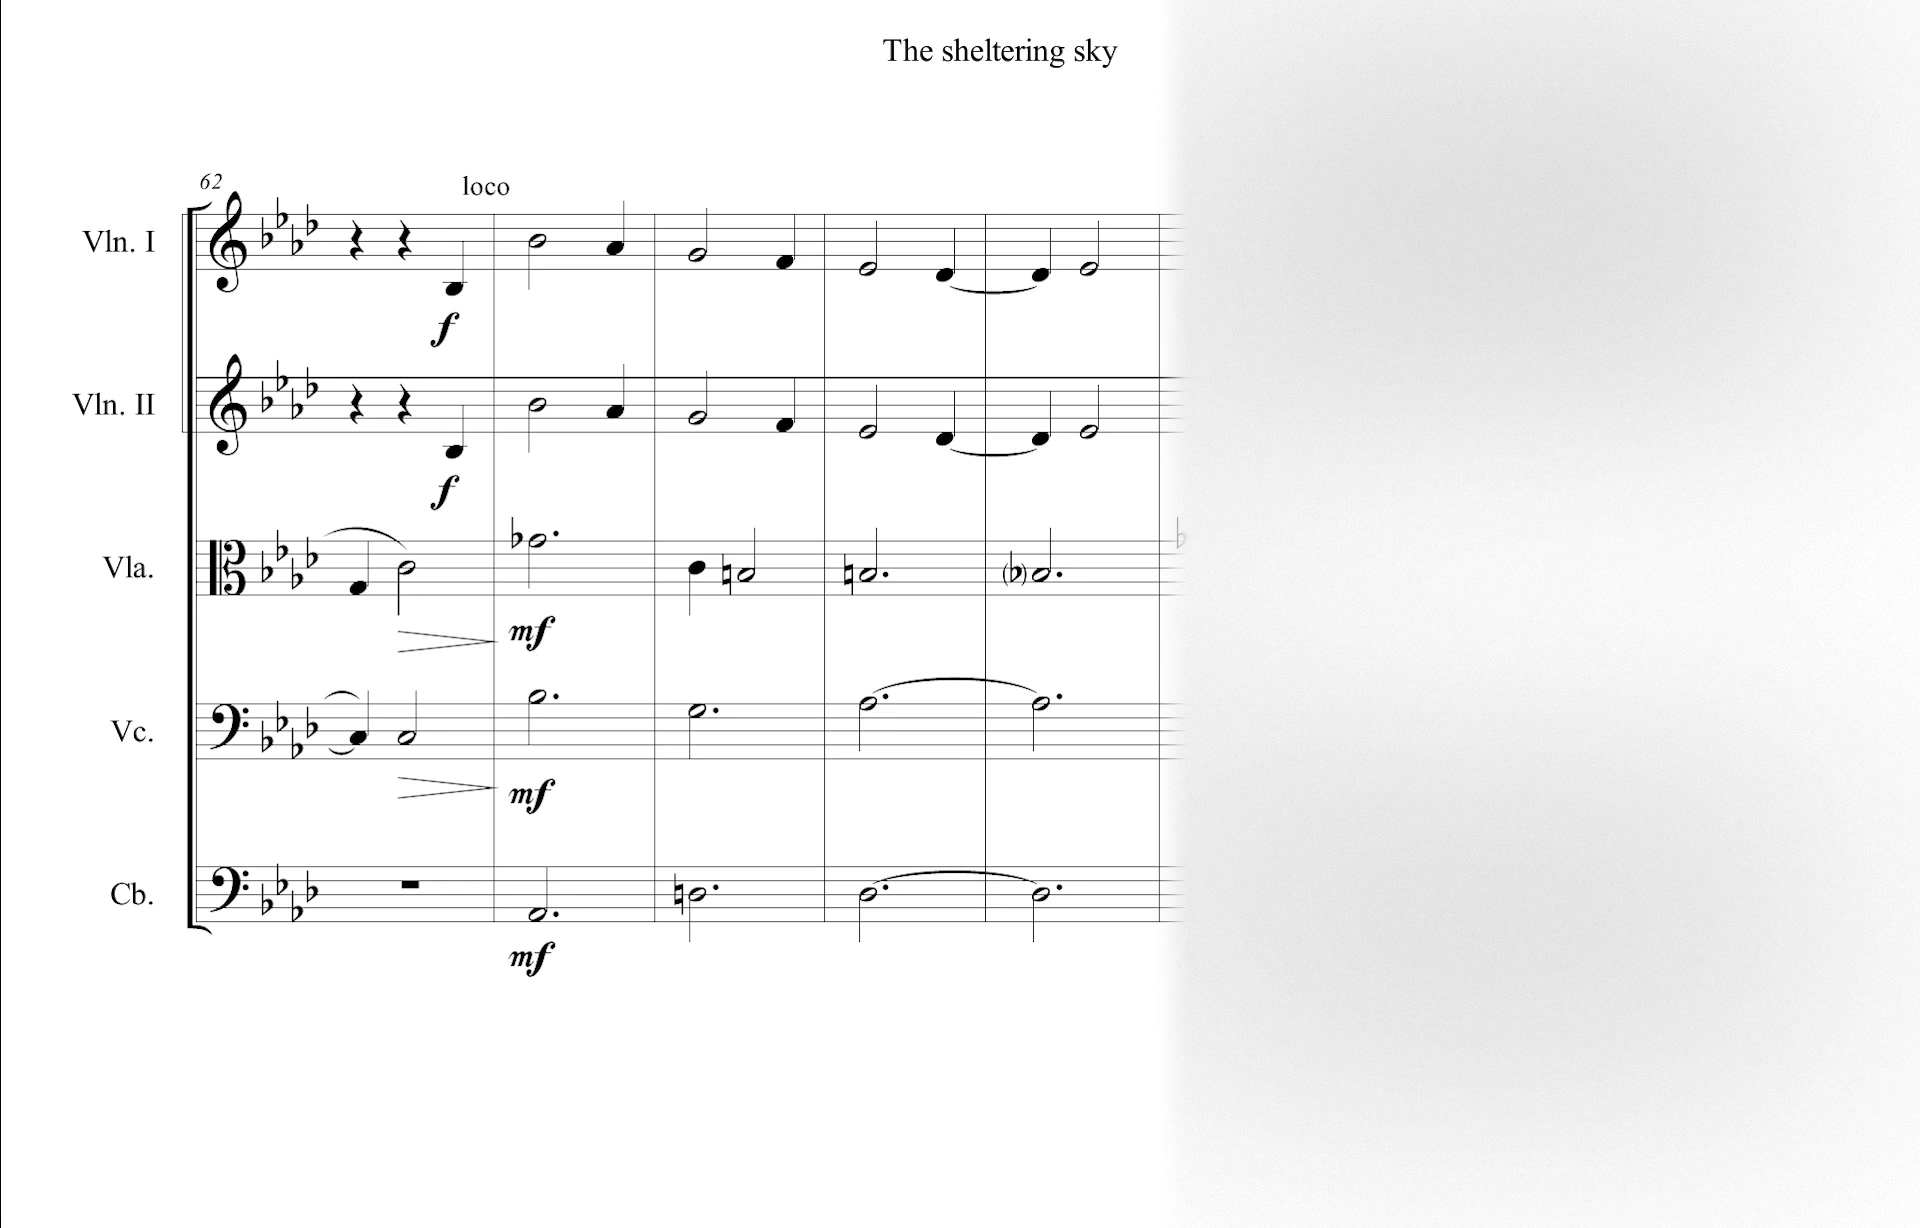 The sheltering sky
62
loco
Vln. I
f
Vln. II
f
Vla.
mf
Vc.
mf
Cb.
mf